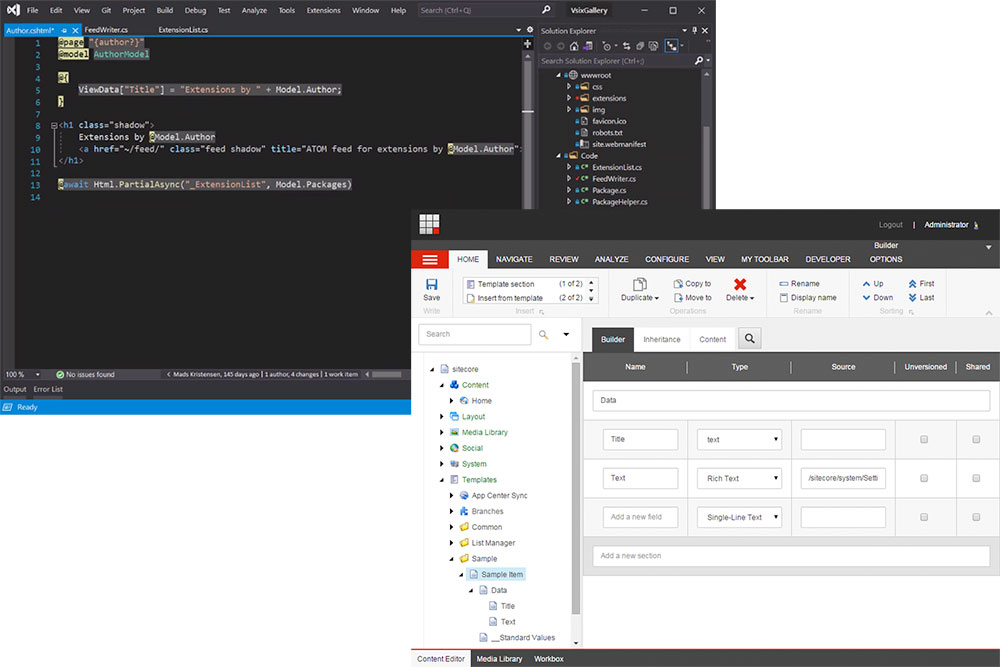 File Edit View Git Project Build Debug Test Analyze Tools Extensions Window Help Search (Ctrl+Q) VsixGallery
Author.cshtml* FeedWriter.cs ExtensionList.cs
1 @page "{author?}"
2 @model AuthorModel
3
4 @{
5 ViewData["Title"] = "Extensions by " + Model.Author;
6 }
7
8 <h1 class="shadow">
9 Extensions by @Model.Author
10 <a href="~/feed/" class="feed shadow" title="ATOM feed for extensions by @Model.Author"
11 </h1>
12
13 @await Html.PartialAsync("_ExtensionList", Model.Packages)
14
100 % No issues found Mads Kristensen, 145 days ago | 1 author, 4 changes | 1 work item
Output Error List
Ready
Solution Explorer
Search Solution Explorer (Ctrl+;)
wwwroot
css
extensions
img
favicon.ico
robots.txt
site.webmanifest
Code
ExtensionList.cs
FeedWriter.cs
Package.cs
PackageHelper.cs
Logout | Administrator
Builder
HOME NAVIGATE REVIEW ANALYZE CONFIGURE VIEW MY TOOLBAR DEVELOPER OPTIONS
Save
Write
Template section (1 of 2)
Insert from template (2 of 2)
Insert
Duplicate
Copy to
Move to
Delete
Operations
Rename
Display name
Rename
Up First
Down Last
Sorting
Search
sitecore
Content
Home
Layout
Media Library
Social
System
Templates
App Center Sync
Branches
Common
List Manager
Sample
Sample Item
Data
Title
Text
__Standard Values
Builder Inheritance Content
Name Type Source Unversioned Shared
Data
Title text
Text Rich Text /sitecore/system/Setti
Add a new field Single-Line Text
Add a new section
Content Editor Media Library Workbox